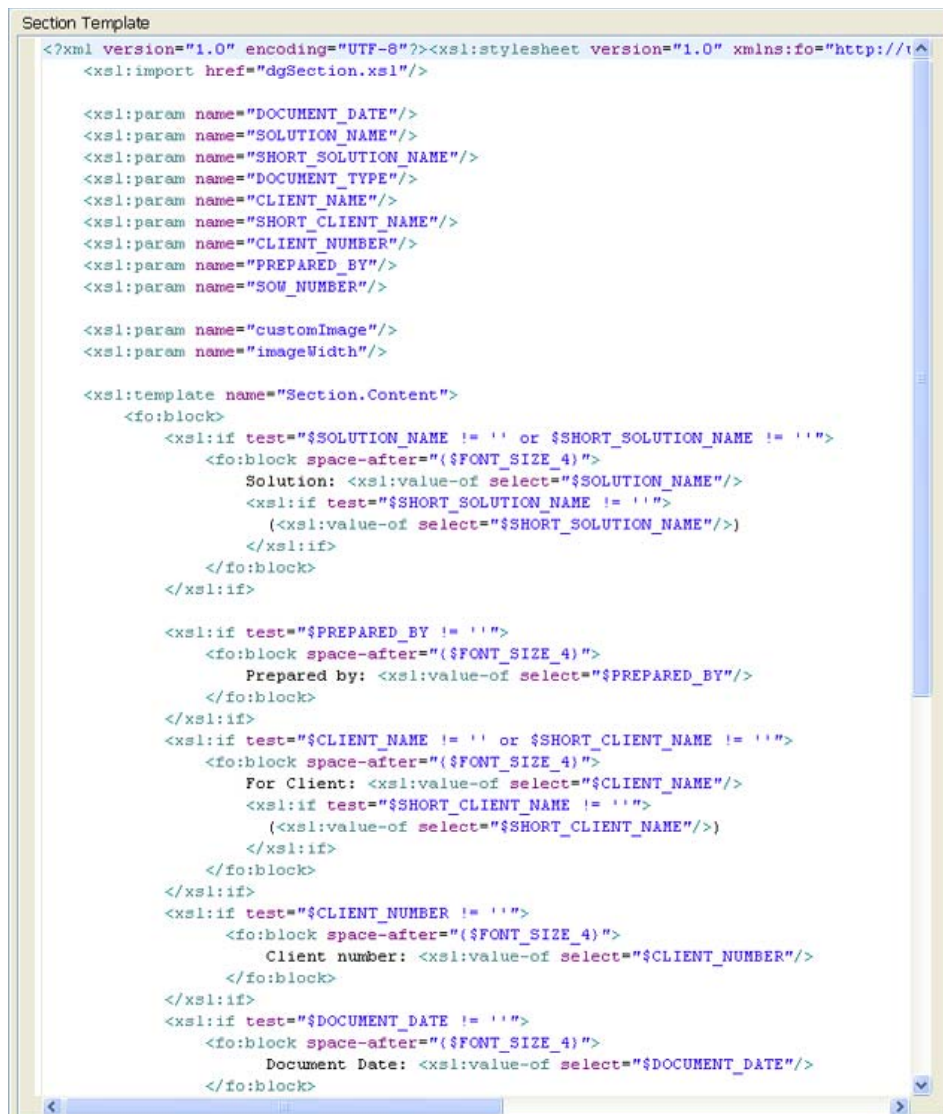 Section Template
<?xml version="1.0" encoding="UTF-8"?><xsl:stylesheet version="1.0" xmlns:fo="http://
    <xsl:import href="dgSection.xsl"/>

    <xsl:param name="DOCUMENT_DATE"/>
    <xsl:param name="SOLUTION_NAME"/>
    <xsl:param name="SHORT_SOLUTION_NAME"/>
    <xsl:param name="DOCUMENT_TYPE"/>
    <xsl:param name="CLIENT_NAME"/>
    <xsl:param name="SHORT_CLIENT_NAME"/>
    <xsl:param name="CLIENT_NUMBER"/>
    <xsl:param name="PREPARED_BY"/>
    <xsl:param name="SOW_NUMBER"/>

    <xsl:param name="customImage"/>
    <xsl:param name="imageWidth"/>

    <xsl:template name="Section.Content">
        <fo:block>
            <xsl:if test="$SOLUTION_NAME != '' or $SHORT_SOLUTION_NAME != ''">
                <fo:block space-after="{$FONT_SIZE_4}">
                    Solution: <xsl:value-of select="$SOLUTION_NAME"/>
                    <xsl:if test="$SHORT_SOLUTION_NAME != ''">
                      (<xsl:value-of select="$SHORT_SOLUTION_NAME"/>)
                    </xsl:if>
                </fo:block>
            </xsl:if>

            <xsl:if test="$PREPARED_BY != ''">
                <fo:block space-after="{$FONT_SIZE_4}">
                    Prepared by: <xsl:value-of select="$PREPARED_BY"/>
                </fo:block>
            </xsl:if>
            <xsl:if test="$CLIENT_NAME != '' or $SHORT_CLIENT_NAME != ''">
                <fo:block space-after="{$FONT_SIZE_4}">
                    For Client: <xsl:value-of select="$CLIENT_NAME"/>
                    <xsl:if test="$SHORT_CLIENT_NAME != ''">
                      (<xsl:value-of select="$SHORT_CLIENT_NAME"/>)
                    </xsl:if>
                </fo:block>
            </xsl:if>
            <xsl:if test="$CLIENT_NUMBER != ''">
                  <fo:block space-after="{$FONT_SIZE_4}">
                      Client number: <xsl:value-of select="$CLIENT_NUMBER"/>
                  </fo:block>
            </xsl:if>
            <xsl:if test="$DOCUMENT_DATE != ''">
                <fo:block space-after="{$FONT_SIZE_4}">
                      Document Date: <xsl:value-of select="$DOCUMENT_DATE"/>
                </fo:block>